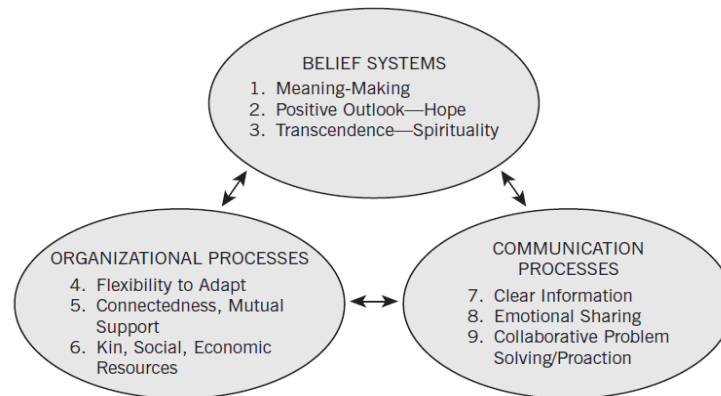 BELIEF SYSTEMS
1. Meaning-Making
2. Positive Outlook—Hope
3. Transcendence—Spirituality
ORGANIZATIONAL PROCESSES
4. Flexibility to Adapt
5. Connectedness, Mutual
Support
6. Kin, Social, Economic
Resources
COMMUNICATION
PROCESSES
7. Clear Information
8. Emotional Sharing
9. Collaborative Problem
Solving/Proaction